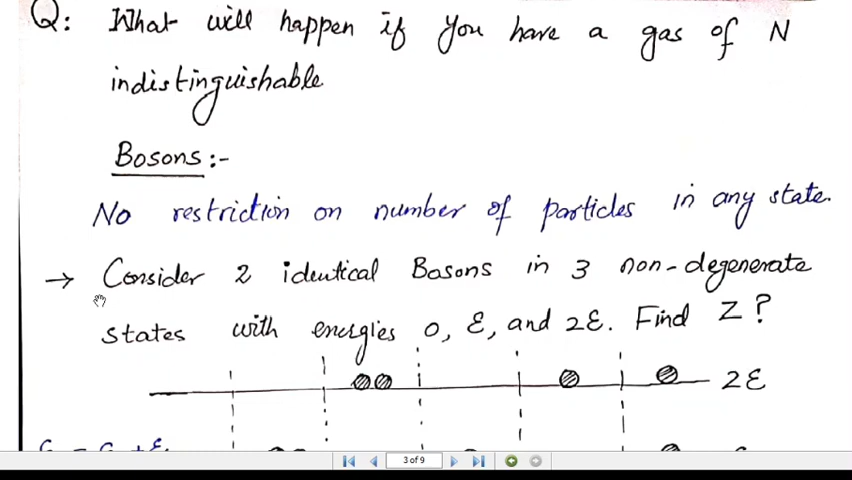 Q: What will happen if you have a gas of N
indistinguishable
Bosons:-
No restriction on number of particles in any state.
→ Consider 2 identical Bosons in 3 non-degenerate
states with energies 0, ε, and 2ε. Find Z?
2ε
3 of 9